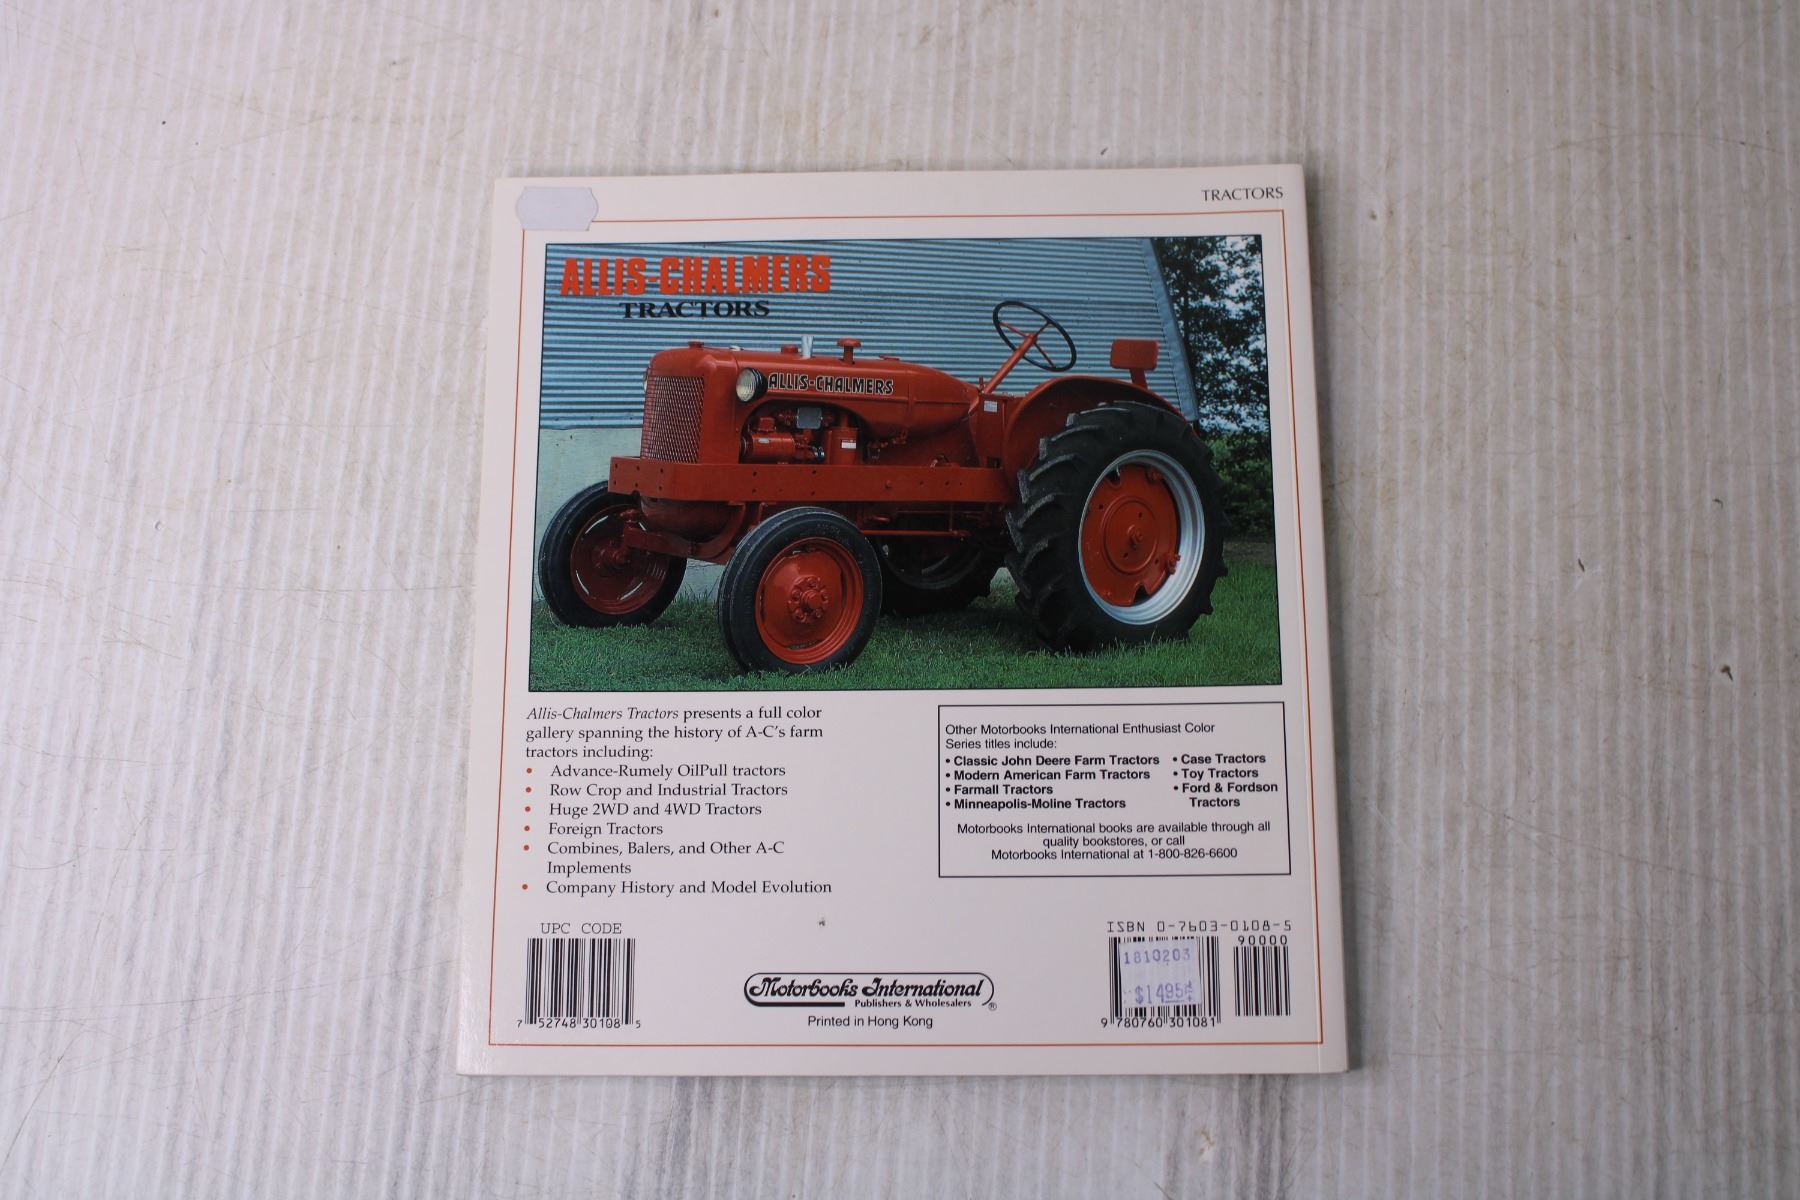 TRACTORS
ALLIS-CHALMERS
TRACTORS
ALLIS-CHALMERS
Allis-Chalmers Tractors presents a full color
gallery spanning the history of A-C's farm
tractors including:
• Advance-Rumely OilPull tractors
• Row Crop and Industrial Tractors
• Huge 2WD and 4WD Tractors
• Foreign Tractors
• Combines, Balers, and Other A-C
Implements
• Company History and Model Evolution
Other Motorbooks International Enthusiast Color
Series titles include:
• Classic John Deere Farm Tractors
• Modern American Farm Tractors
• Farmall Tractors
• Minneapolis-Moline Tractors
• Case Tractors
• Toy Tractors
• Ford & Fordson
Tractors
Motorbooks International books are available through all
quality bookstores, or call
Motorbooks International at 1-800-826-6600
UPC CODE
7 52748 30108 5
Motorbooks International
Publishers & Wholesalers ®
Printed in Hong Kong
ISBN 0-7603-0108-5
90000
1810203
$1495
9 780760 301081